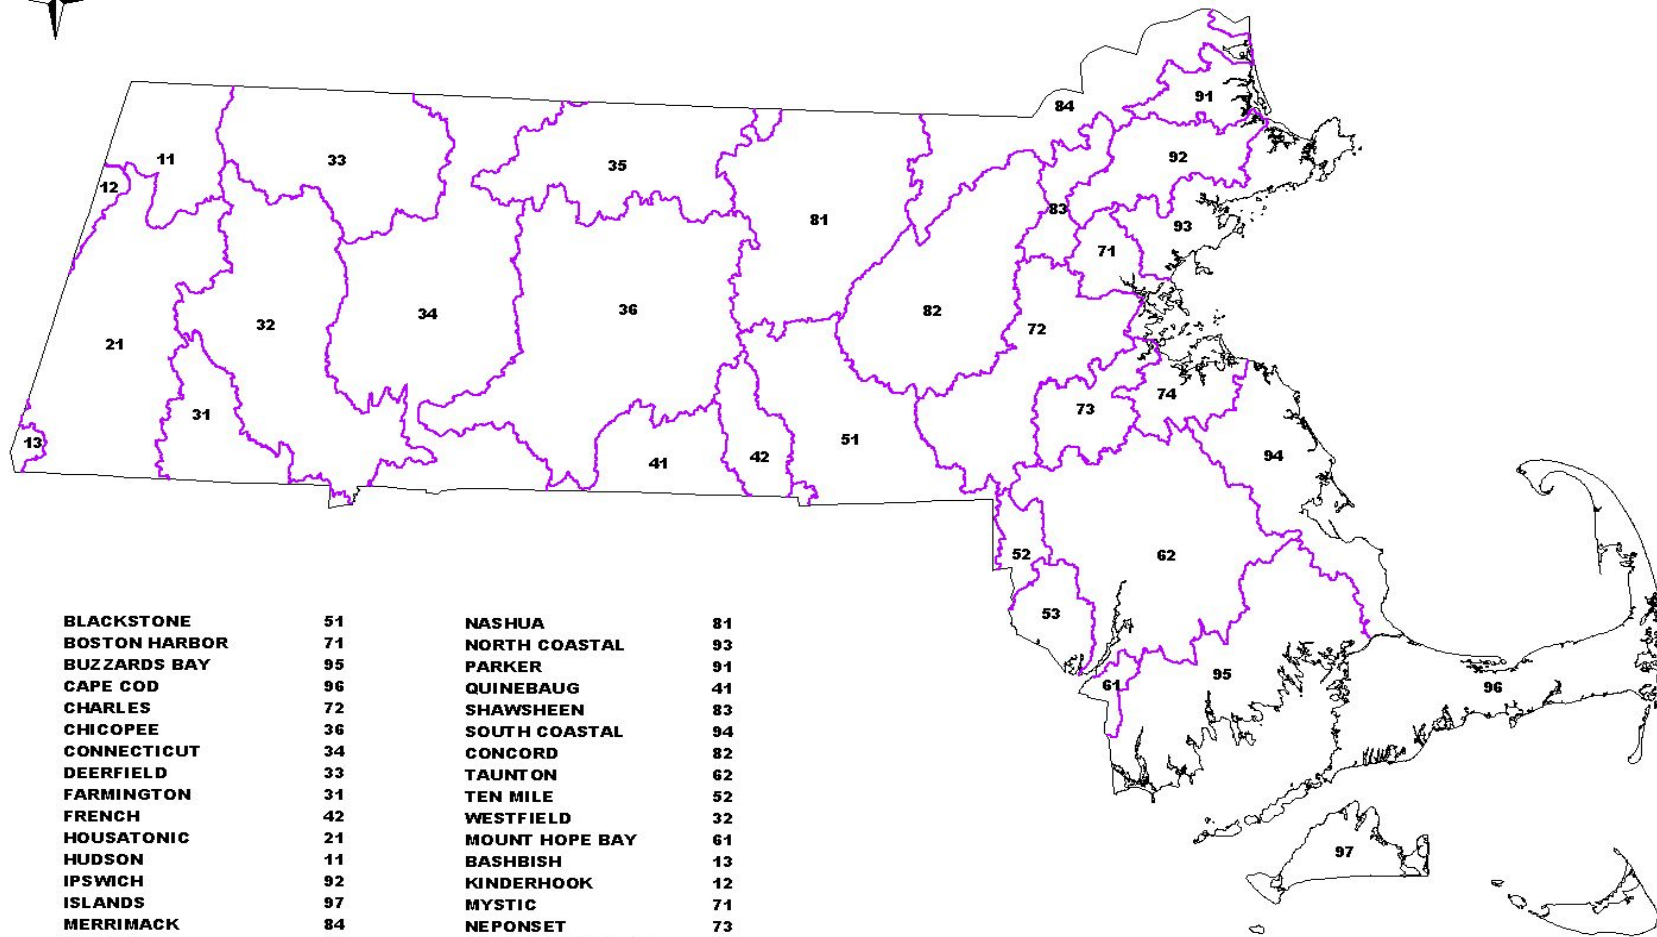 84
91
11
33
35
92
12
83
81
93
71
36
34
82
32
72
21
74
73
31
51
13
94
42
41
52
62
53
95
61
96
97
BLACKSTONE 51
BOSTON HARBOR 71
BUZZARDS BAY 95
CAPE COD 96
CHARLES 72
CHICOPEE 36
CONNECTICUT 34
DEERFIELD 33
FARMINGTON 31
FRENCH 42
HOUSATONIC 21
HUDSON 11
IPSWICH 92
ISLANDS 97
MERRIMACK 84
NASHUA 81
NORTH COASTAL 93
PARKER 91
QUINEBAUG 41
SHAWSHEEN 83
SOUTH COASTAL 94
CONCORD 82
TAUNTON 62
TEN MILE 52
WESTFIELD 32
MOUNT HOPE BAY 61
BASHBISH 13
KINDERHOOK 12
MYSTIC 71
NEPONSET 73